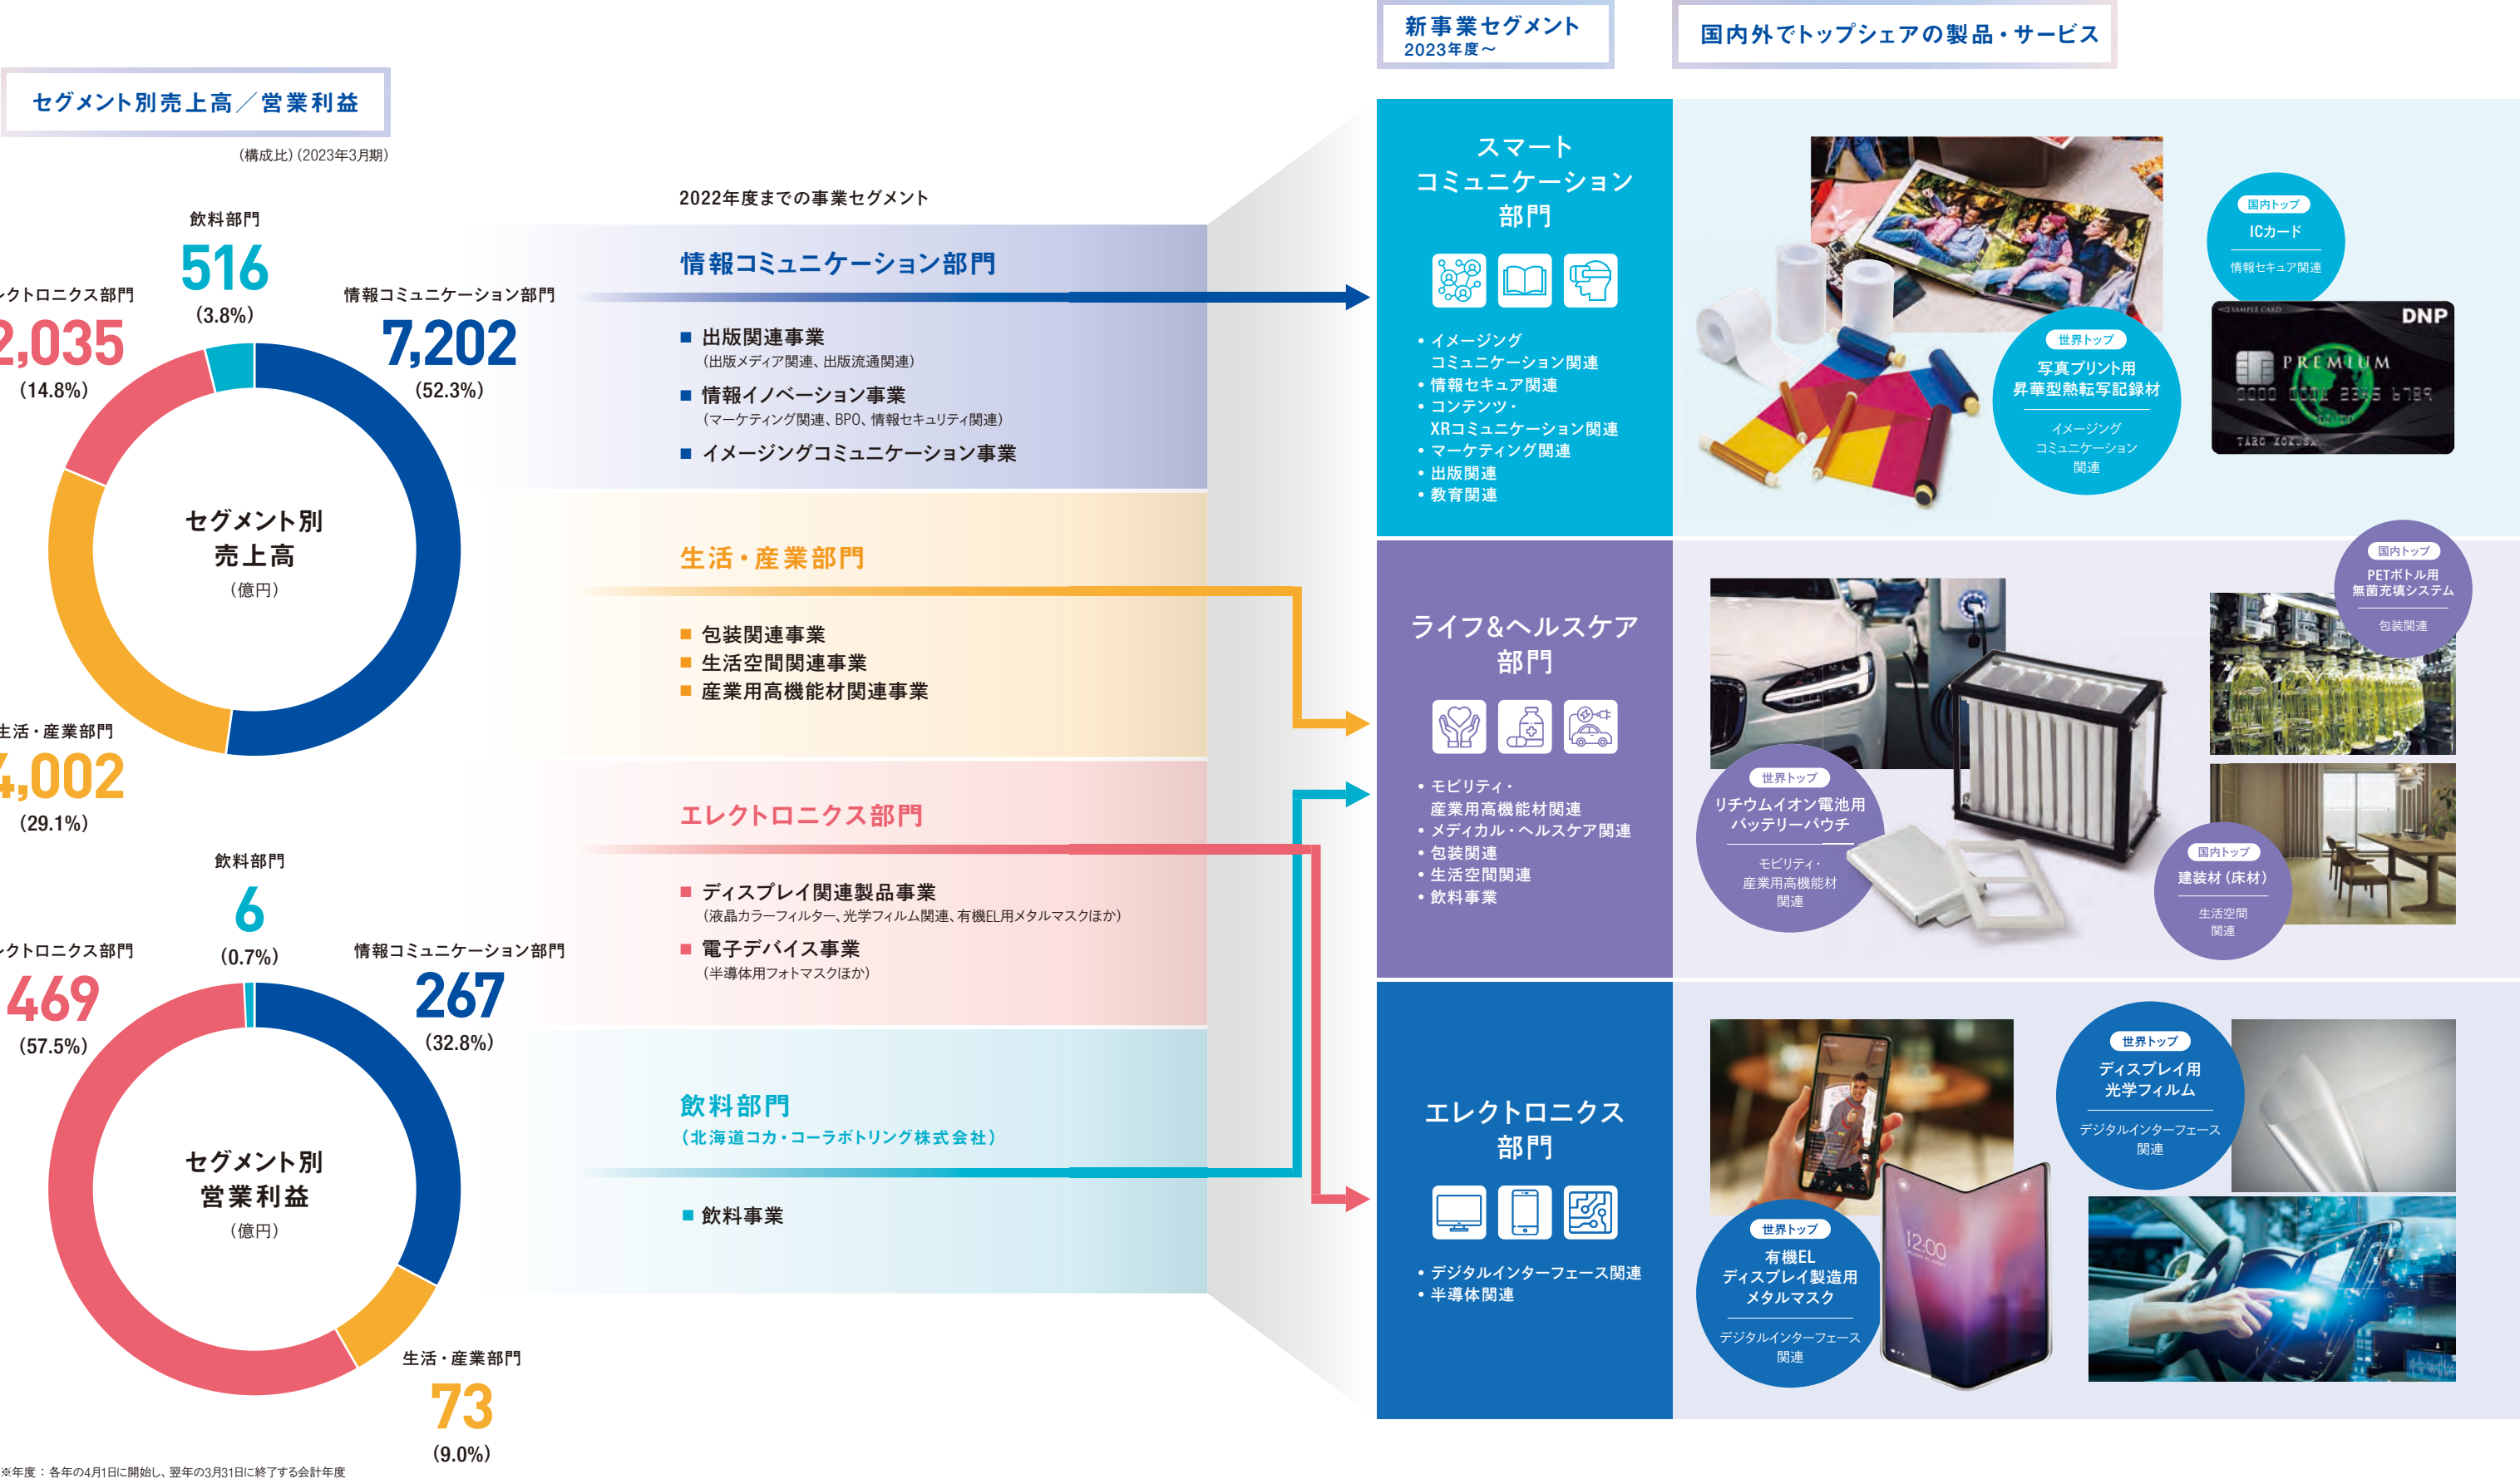 セグメント別売上高／営業利益
（構成比）（2023年3月期）
飲料部門
516
（3.8%）
クトロニクス部門
2,035
（14.8%）
情報コミュニケーション部門
7,202
（52.3%）
セグメント別
売上高
（億円）
生活・産業部門
4,002
（29.1%）
飲料部門
6
（0.7%）
クトロニクス部門
469
（57.5%）
情報コミュニケーション部門
267
（32.8%）
セグメント別
営業利益
（億円）
生活・産業部門
73
（9.0%）
※年度：各年の4月1日に開始し、翌年の3月31日に終了する会計年度
2022年度までの事業セグメント
情報コミュニケーション部門
■ 出版関連事業
（出版メディア関連、出版流通関連）
■ 情報イノベーション事業
（マーケティング関連、BPO、情報セキュリティ関連）
■ イメージングコミュニケーション事業
生活・産業部門
■ 包装関連事業
■ 生活空間関連事業
■ 産業用高機能材関連事業
エレクトロニクス部門
■ ディスプレイ関連製品事業
（液晶カラーフィルター、光学フィルム関連、有機EL用メタルマスクほか）
■ 電子デバイス事業
（半導体用フォトマスクほか）
飲料部門
（北海道コカ・コーラボトリング株式会社）
■ 飲料事業
新事業セグメント
2023年度～
スマート
コミュニケーション
部門
• イメージング
コミュニケーション関連
• 情報セキュア関連
• コンテンツ・
XRコミュニケーション関連
• マーケティング関連
• 出版関連
• 教育関連
ライフ&ヘルスケア
部門
• モビリティ・
産業用高機能材関連
• メディカル・ヘルスケア関連
• 包装関連
• 生活空間関連
• 飲料事業
エレクトロニクス
部門
• デジタルインターフェース関連
• 半導体関連
国内外でトップシェアの製品・サービス
世界トップ
写真プリント用
昇華型熱転写記録材
イメージング
コミュニケーション
関連
国内トップ
ICカード
情報セキュア関連
SAMPLE CARD
DNP
PREMIUM
世界トップ
リチウムイオン電池用
バッテリーパウチ
モビリティ・
産業用高機能材
関連
国内トップ
PETボトル用
無菌充填システム
包装関連
国内トップ
建装材（床材）
生活空間
関連
世界トップ
有機EL
ディスプレイ製造用
メタルマスク
デジタルインターフェース
関連
12:00
世界トップ
ディスプレイ用
光学フィルム
デジタルインターフェース
関連